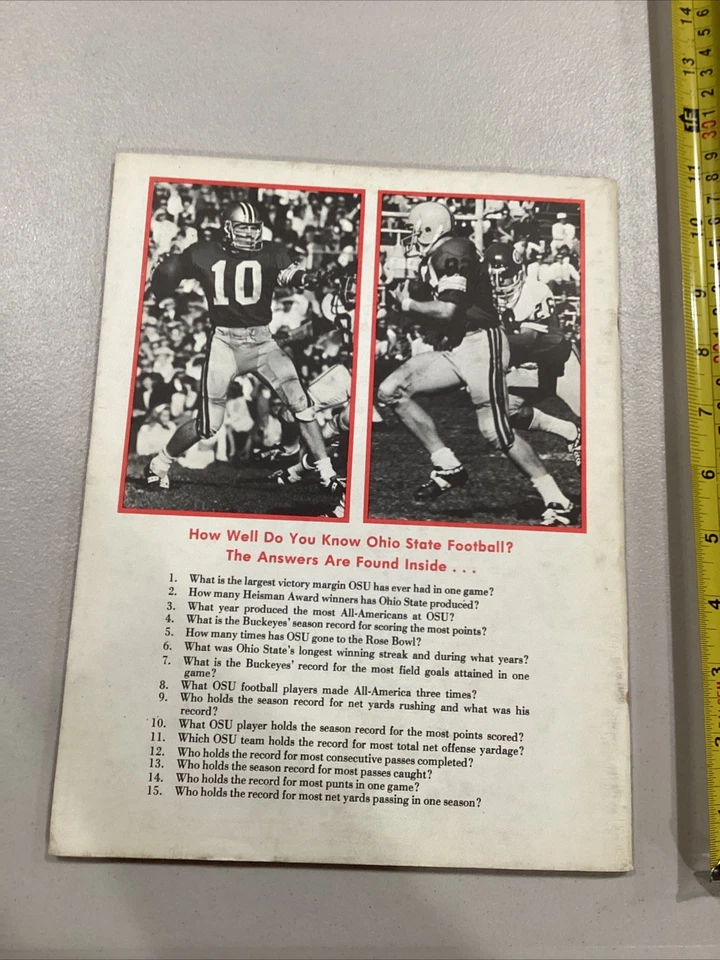 10
How Well Do You Know Ohio State Football?
The Answers Are Found Inside . . .
1. What is the largest victory margin OSU has ever had in one game?
2. How many Heisman Award winners has Ohio State produced?
3. What year produced the most All-Americans at OSU?
4. What is the Buckeyes' season record for scoring the most points?
5. How many times has OSU gone to the Rose Bowl?
6. What was Ohio State's longest winning streak and during what years?
7. What is the Buckeyes' record for the most field goals attained in one
game?
8. What OSU football players made All-America three times?
9. Who holds the season record for net yards rushing and what was his
record?
10. What OSU player holds the season record for the most points scored?
11. Which OSU team holds the record for most total net offense yardage?
12. Who holds the record for most consecutive passes completed?
13. Who holds the season record for most passes caught?
14. Who holds the record for most punts in one game?
15. Who holds the record for most net yards passing in one season?